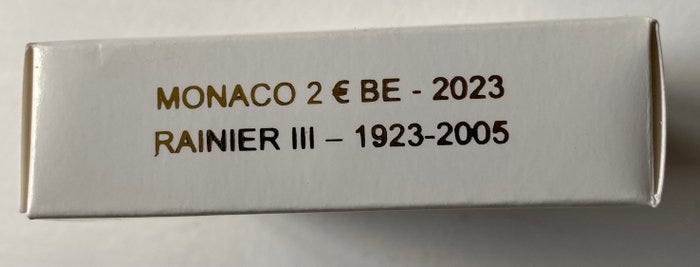 MONACO 2 € BE - 2023
RAINIER III – 1923-2005